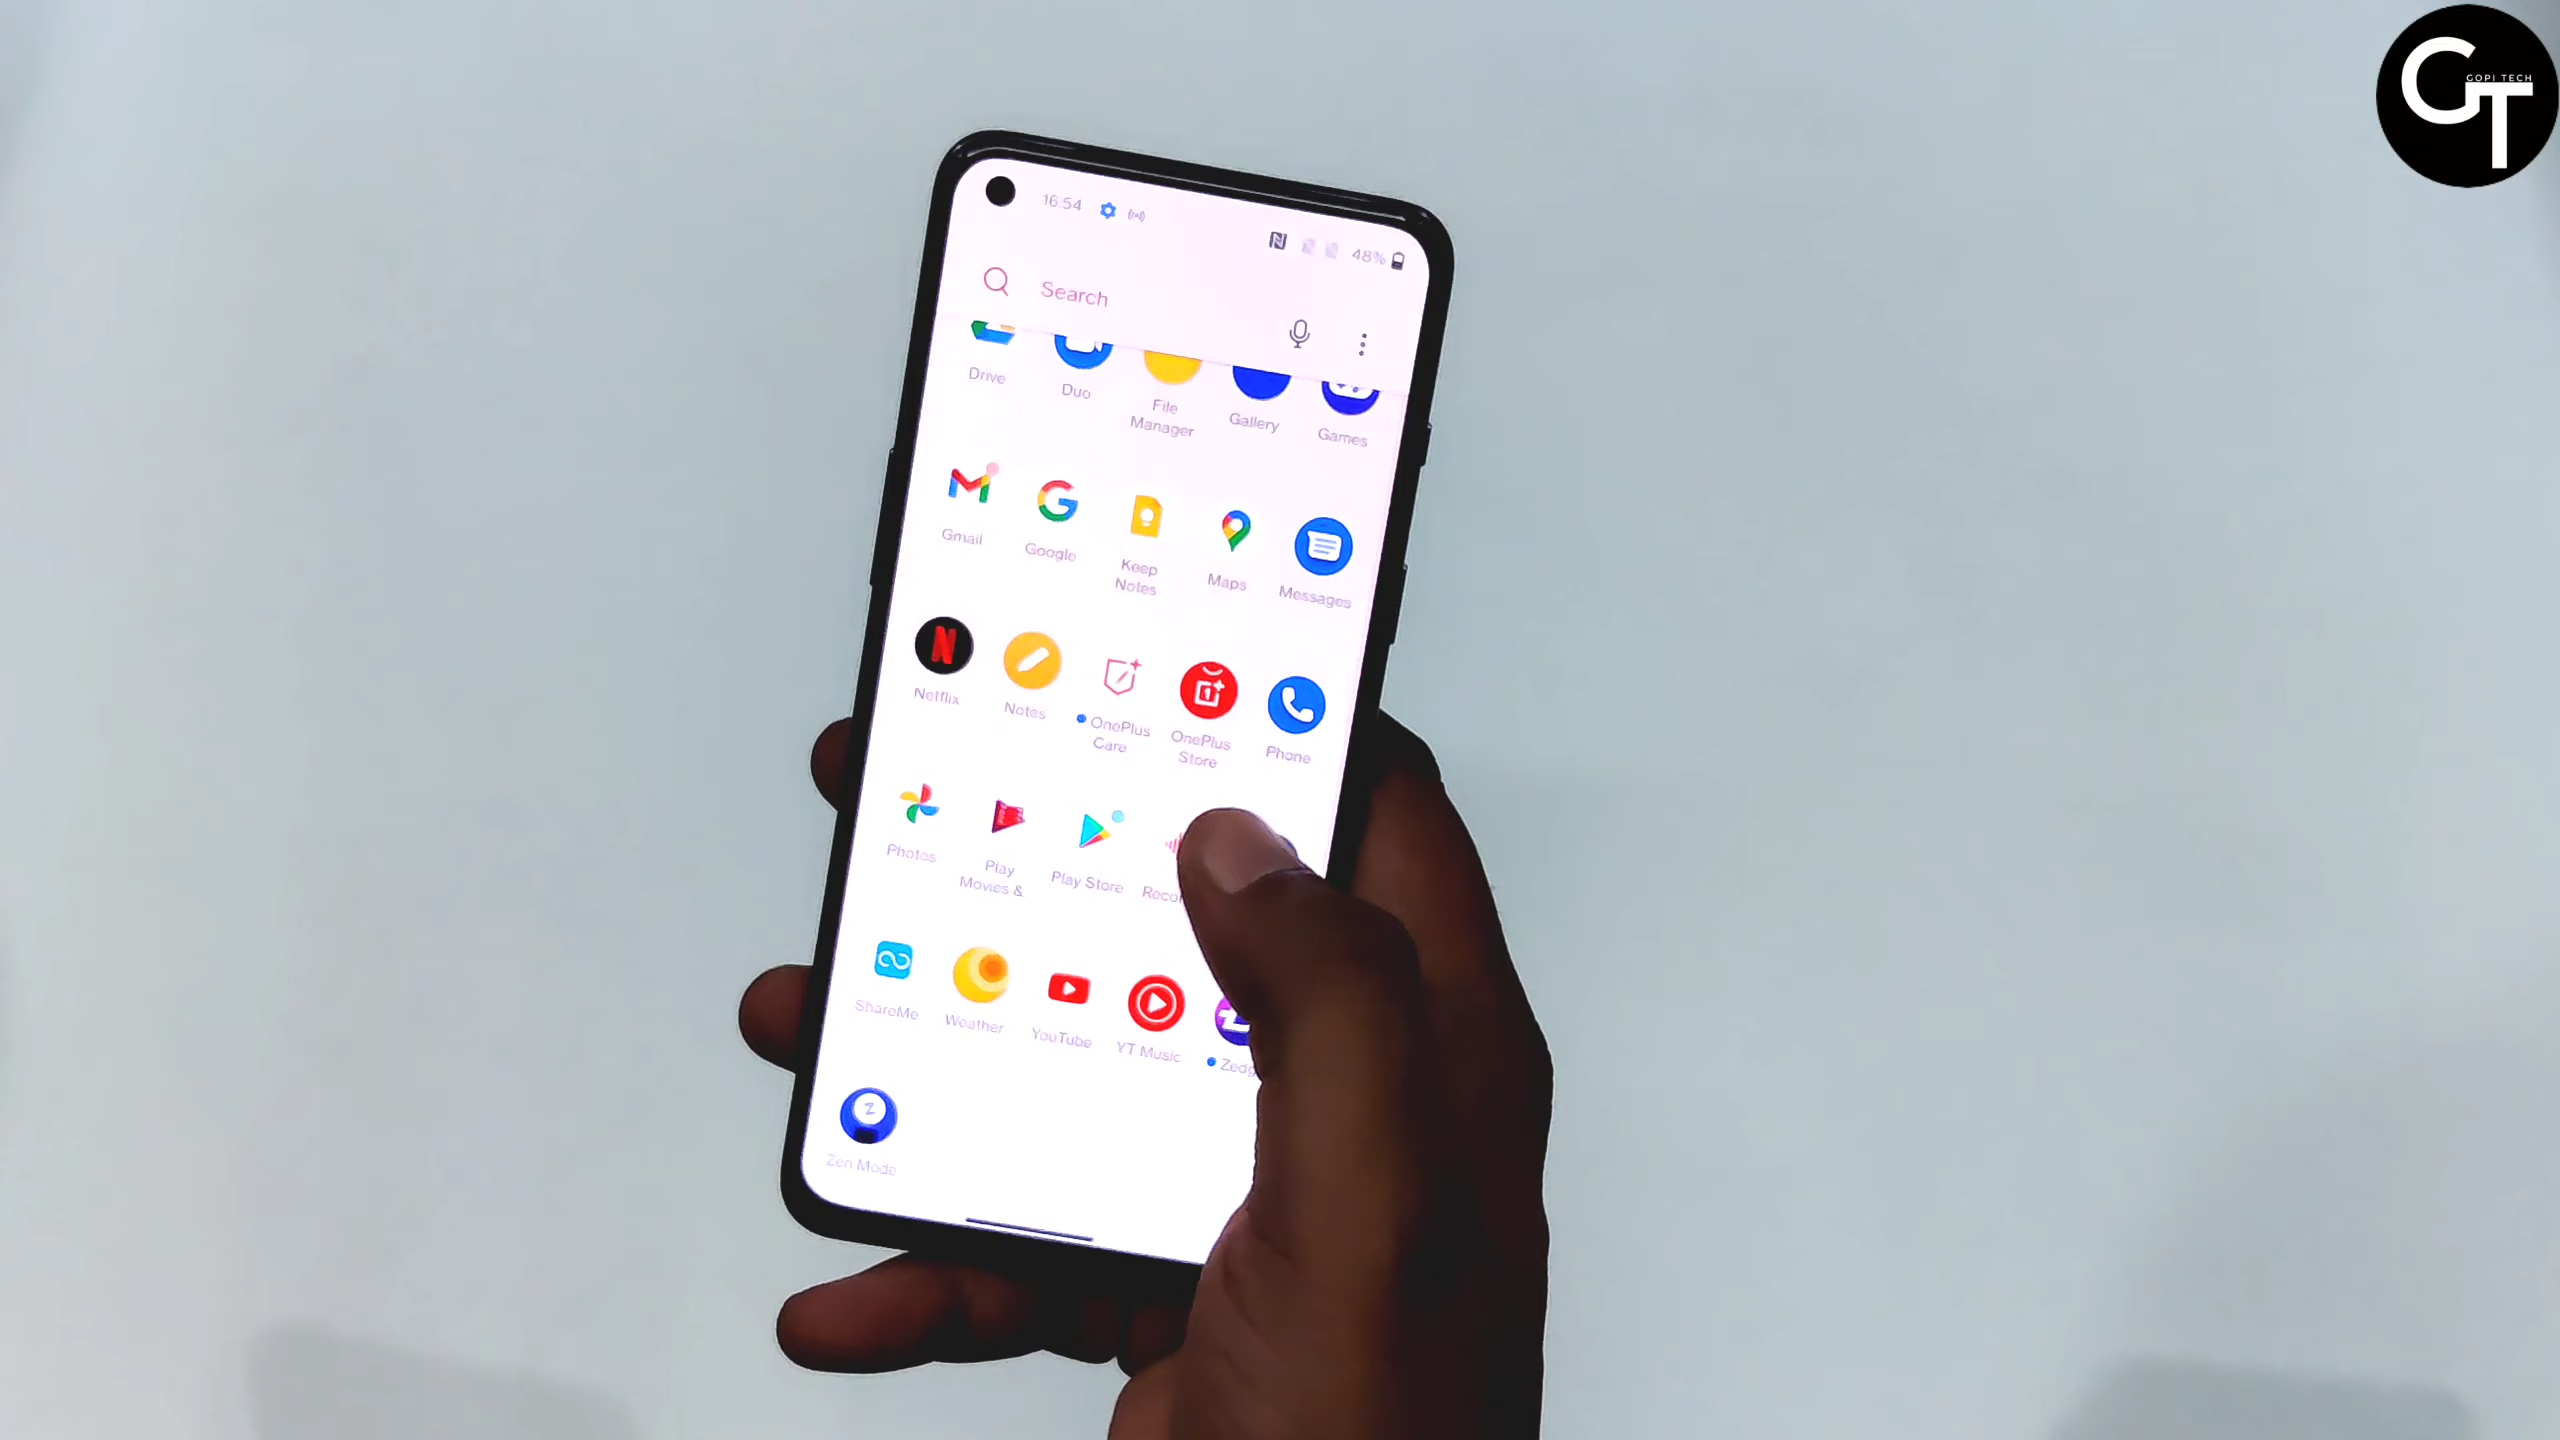 GOPI TECH
GT
16:54
48%
Search
Drive
Duo
File
Manager
Gallery
Games
Gmail
Google
Keep
Notes
Maps
Messages
Netflix
Notes
OnePlus
Care
OnePlus
Store
Phone
Photos
Play
Movies &
Play Store
ShareMe
Weather
YouTube
YT Music
Zen Mode